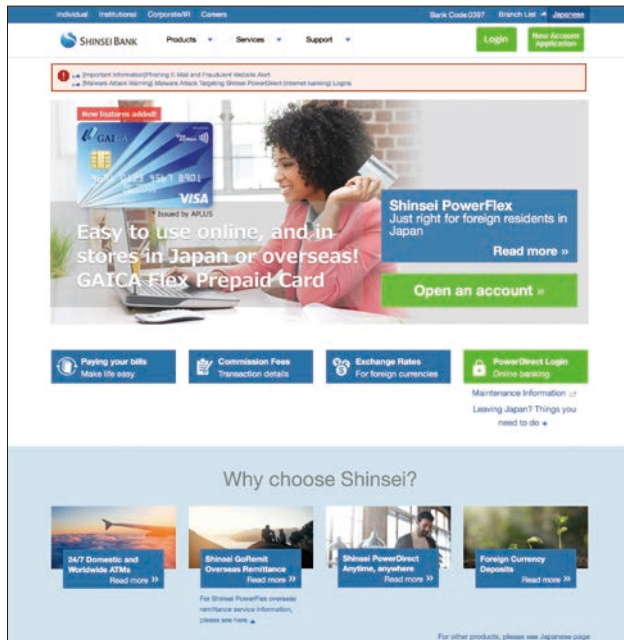 Individual Institutional Corporate/IR Careers Bank Code:0397 Branch List Japanese
SHINSEI BANK Products Services Support Login New Account
Application
[Important Information]Phishing E-Mail and Fraudulent Website Alert
[Malware Attack Warning] Malware Attack Targeting Shinsei PowerDirect (Internet banking) Logins
New features added!
GAICA
VISA
* Issued by APLUS
Easy to use online, and in
stores in Japan or overseas!
GAICA Flex Prepaid Card
Shinsei PowerFlex
Just right for foreign residents in
Japan
Read more »
Open an account »
Paying your bills
Make life easy
Commission Fees
Transaction details
Exchange Rates
For foreign currencies
PowerDirect Login
Online banking
Maintenance Information
Leaving Japan? Things you
need to do
Why choose Shinsei?
24/7 Domestic and
Worldwide ATMs
Read more »
Shinsei GoRemit
Overseas Remittance
Read more »
For Shinsei PowerFlex overseas
remittance service information,
please see here.
Shinsei PowerDirect
Anytime, anywhere
Read more »
Foreign Currency
Deposits
Read more »
For other products, please see Japanese page